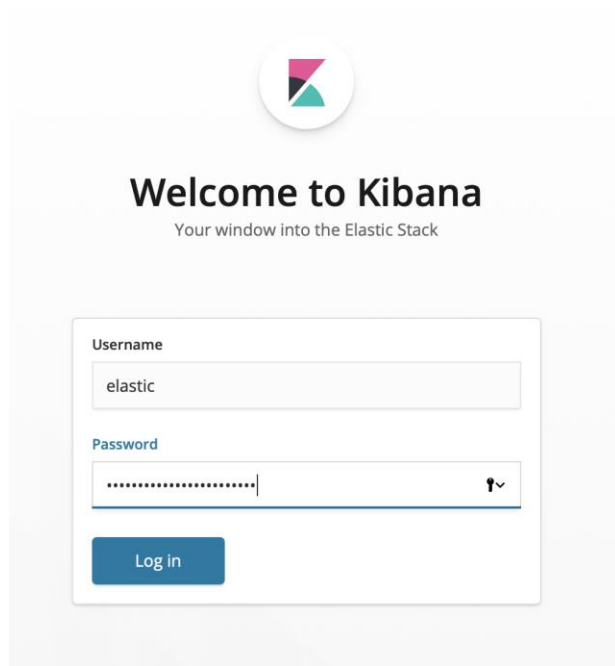 Welcome to Kibana
Your window into the Elastic Stack
Username
elastic
Password
••••••••••••••••••••••••
Log in